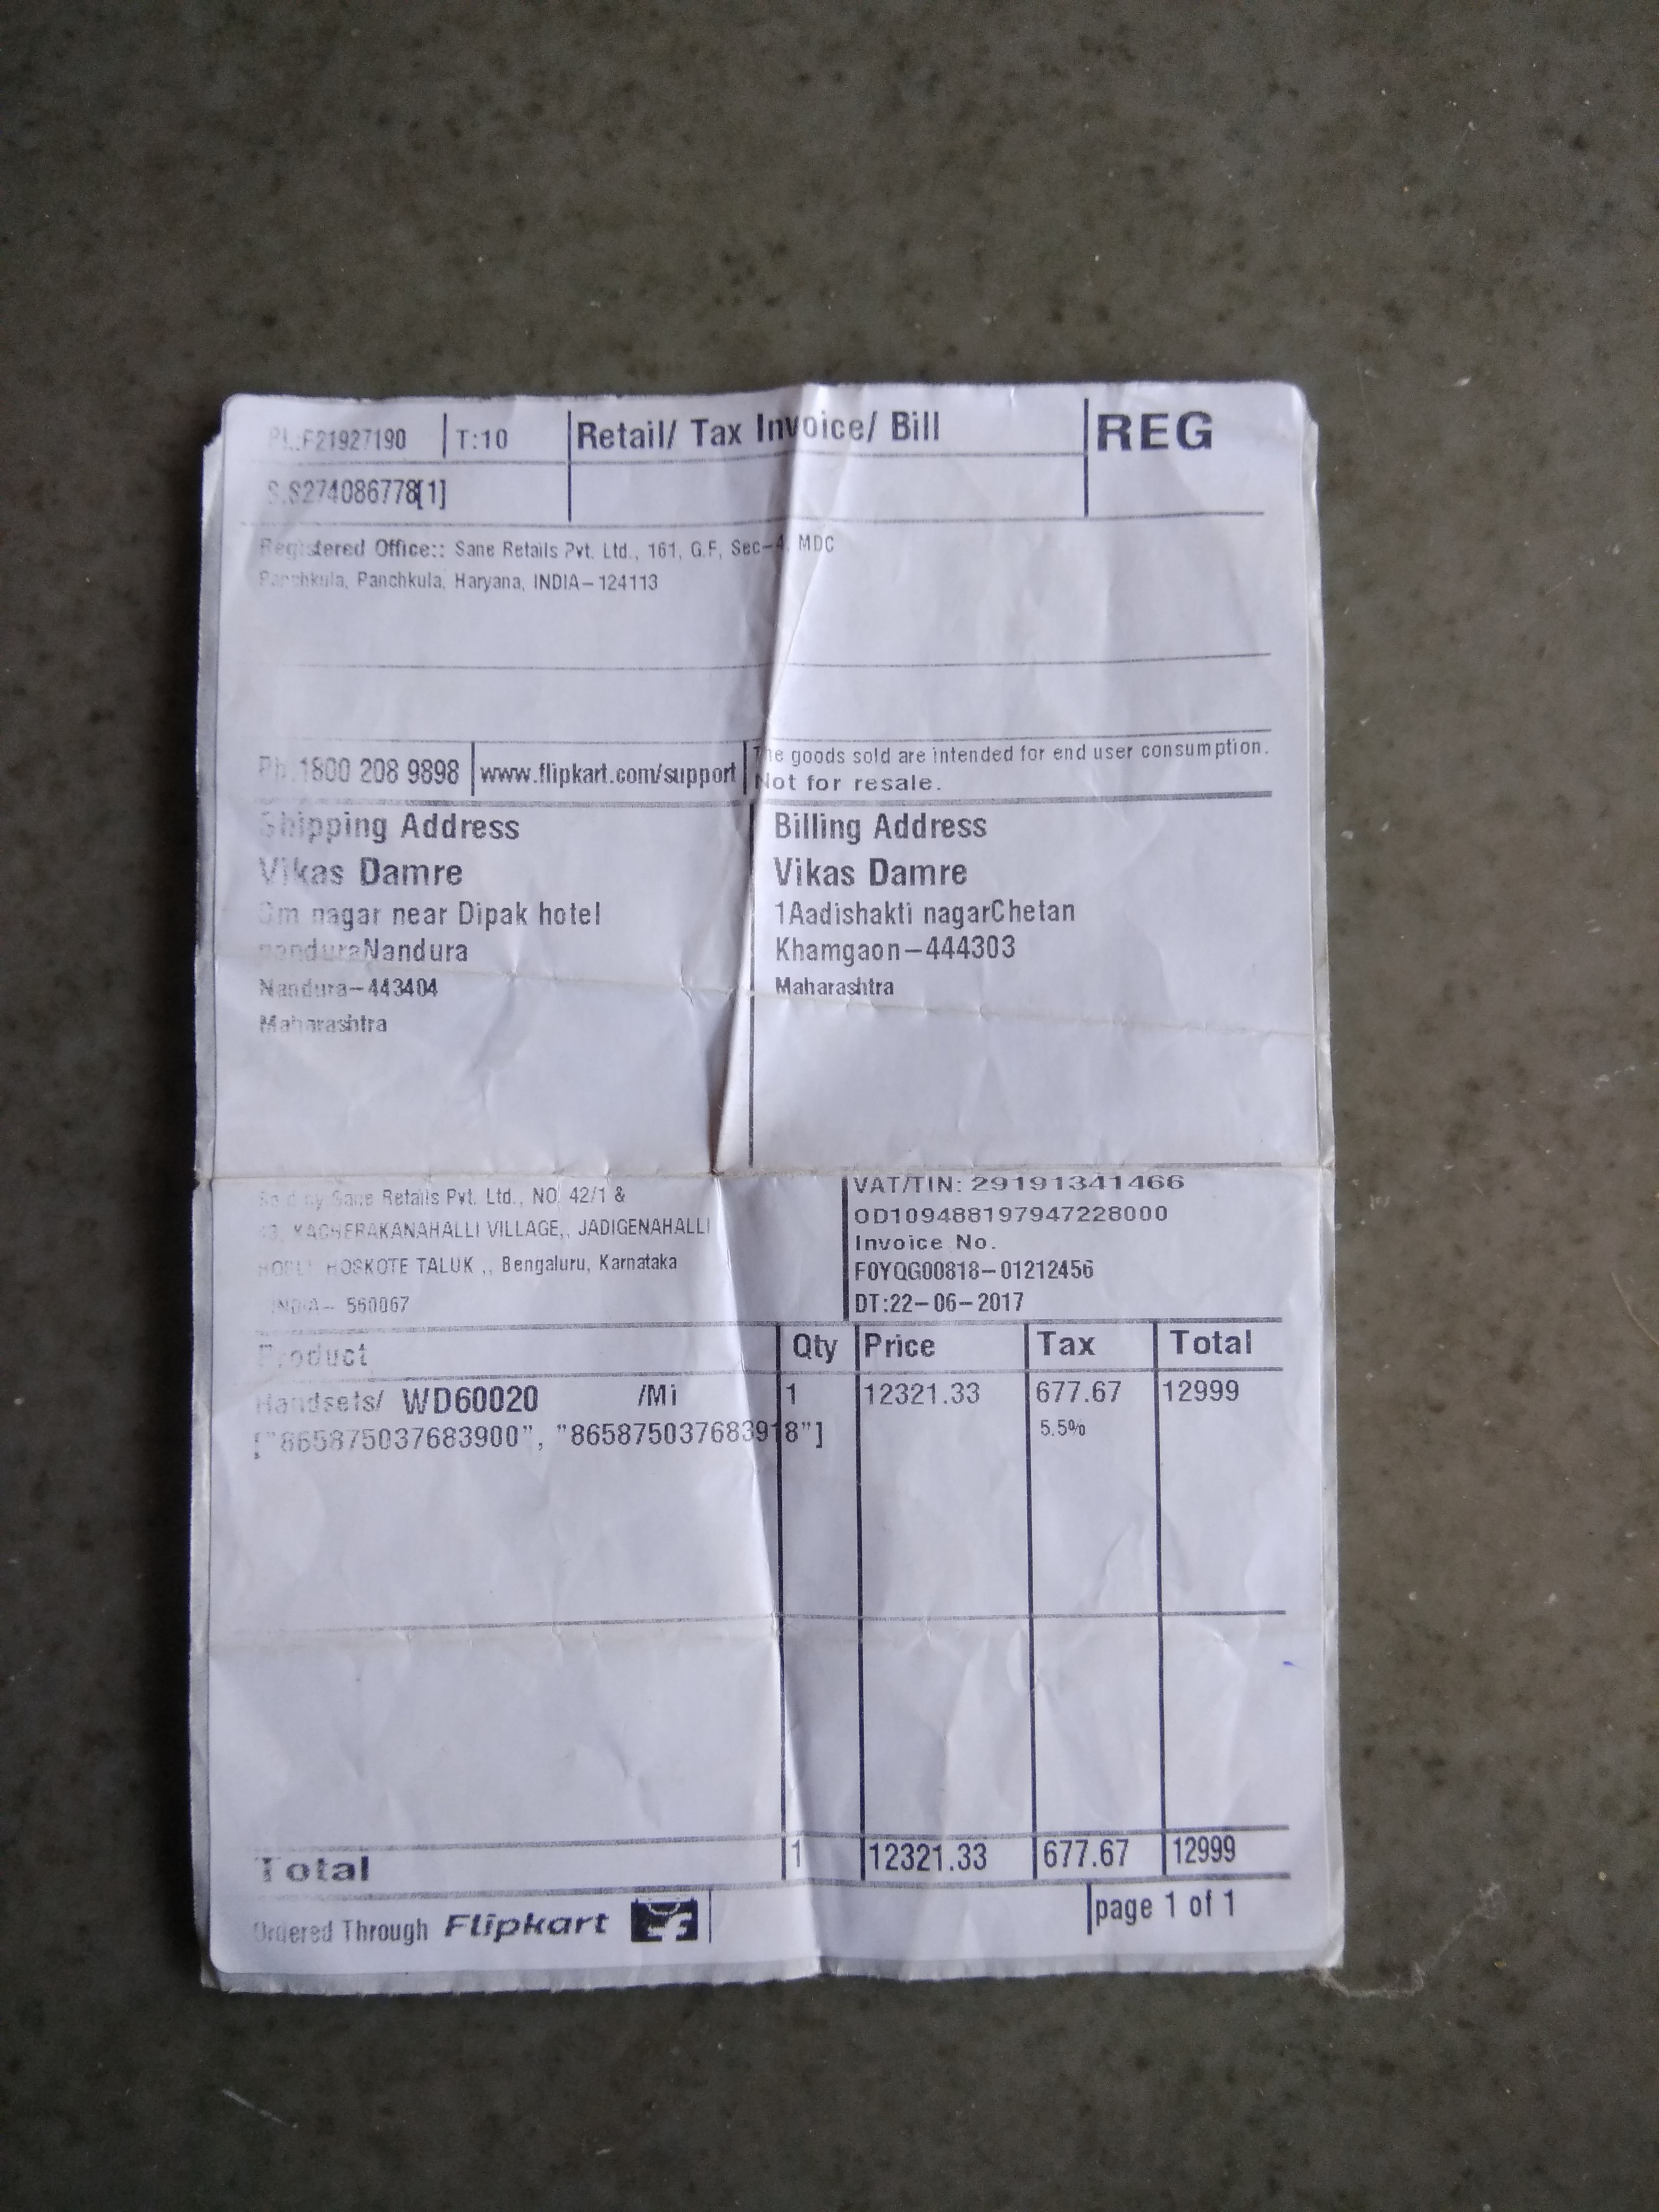 PL:F21927190 T:10 Retail/ Tax Invoice/ Bill REG
S:S274086778[1]
Registered Office:: Sane Retails Pvt. Ltd., 161, G.F, Sec-4, MDC
Panchkula, Panchkula, Haryana, INDIA-124113
Ph.1800 208 9898 www.flipkart.com/support The goods sold are intended for end user consumption.
Not for resale.
Shipping Address
Vikas Damre
Om nagar near Dipak hotel
nanduraNandura
Nandura-443404
Maharashtra
Billing Address
Vikas Damre
1Aadishakti nagarChetan
Khamgaon-444303
Maharashtra
Sold by Sane Retails Pvt. Ltd., NO. 42/1 &
43, KACHERAKANAHALLI VILLAGE,, JADIGENAHALLI
HOBLI HOSKOTE TALUK ,, Bengaluru, Karnataka
INDIA- 560067
VAT/TIN: 29191341466
OD109488197947228000
Invoice No.
F0YQG00818-01212456
DT:22-06-2017
Product Qty Price Tax Total
Handsets/ WD60020 /Mi 1 12321.33 677.67 12999
["865875037683900", "865875037683918"] 5.5%
Total 1 12321.33 677.67 12999
Ordered Through Flipkart page 1 of 1